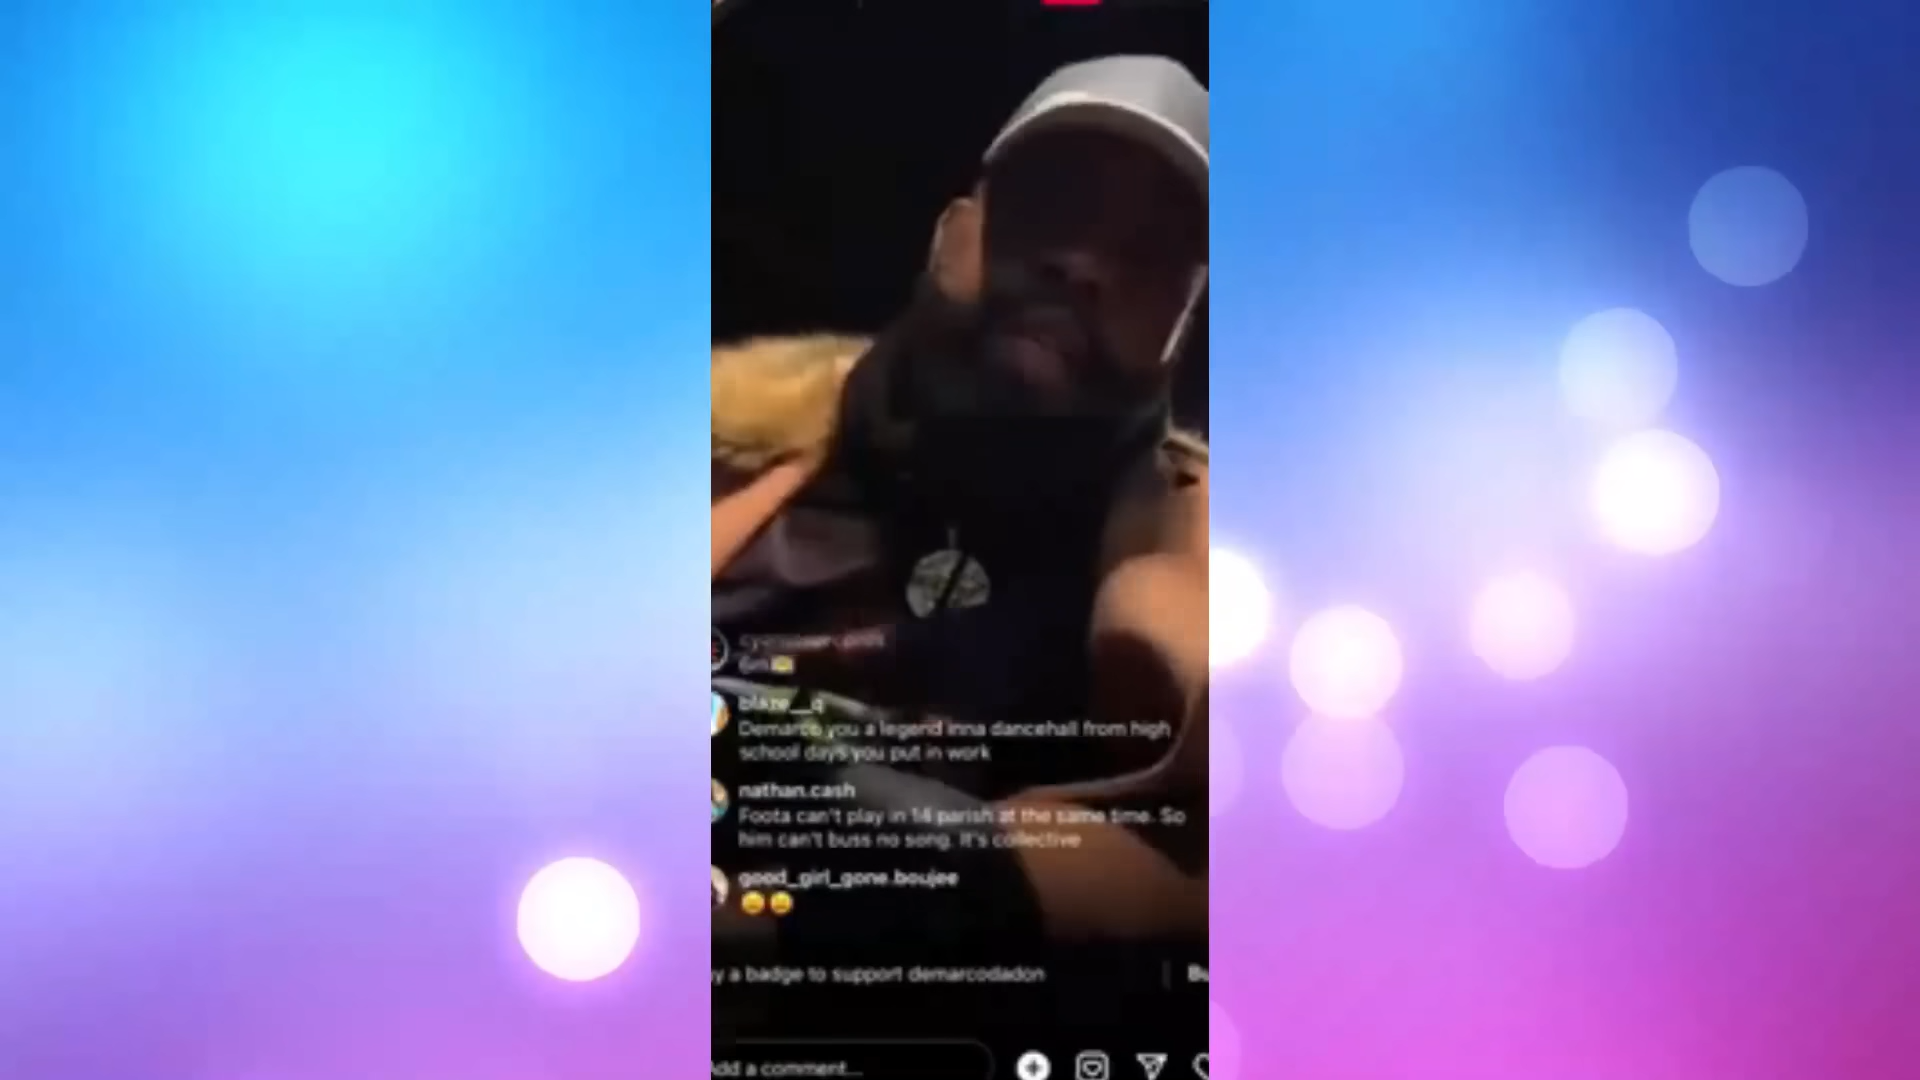 blaze__q
Demarco you a legend inna dancehall from high
school days you put in work
nathan.cash
Foota can't play in 14 parish at the same time. So
him can't buss no song. It's collective
good_girl_gone.boujee
😄😄
y a badge to support demarcodadon
Bu
Add a comment...